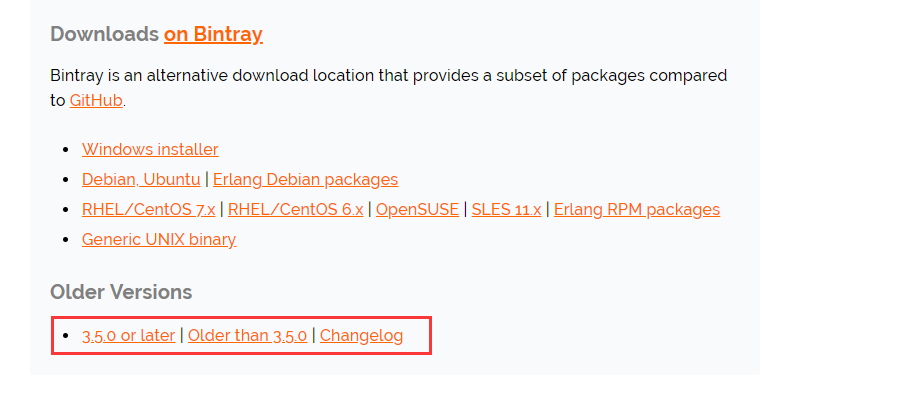 Downloads on Bintray
Bintray is an alternative download location that provides a subset of packages compared
to GitHub.
• Windows installer
• Debian, Ubuntu | Erlang Debian packages
• RHEL/CentOS 7.x | RHEL/CentOS 6.x | OpenSUSE | SLES 11.x | Erlang RPM packages
• Generic UNIX binary
Older Versions
• 3.5.0 or later | Older than 3.5.0 | Changelog